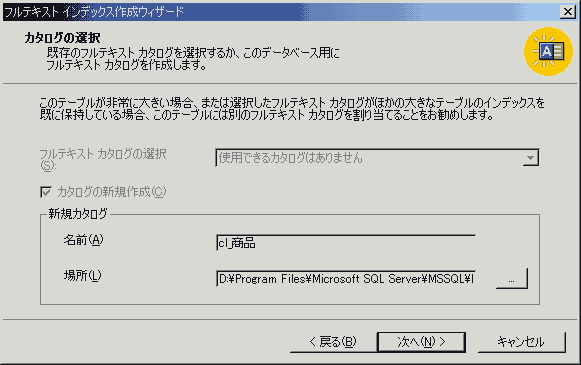 フルテキスト インデックス作成ウィザード
カタログの選択
既存のフルテキスト カタログを選択するか、このデータベース用に
フルテキスト カタログを作成します。
このテーブルが非常に大きい場合、または選択したフルテキスト カタログがほかの大きなテーブルのインデックスを
既に保持している場合、このテーブルには別のフルテキスト カタログを割り当てることをお勧めします。
フルテキスト カタログの選択
(S):
使用できるカタログはありません
カタログの新規作成(C)
新規カタログ
名前(A)
cl_商品
場所(L)
D:¥Program Files¥Microsoft SQL Server¥MSSQL¥I
...
< 戻る(B)
次へ(N) >
キャンセル